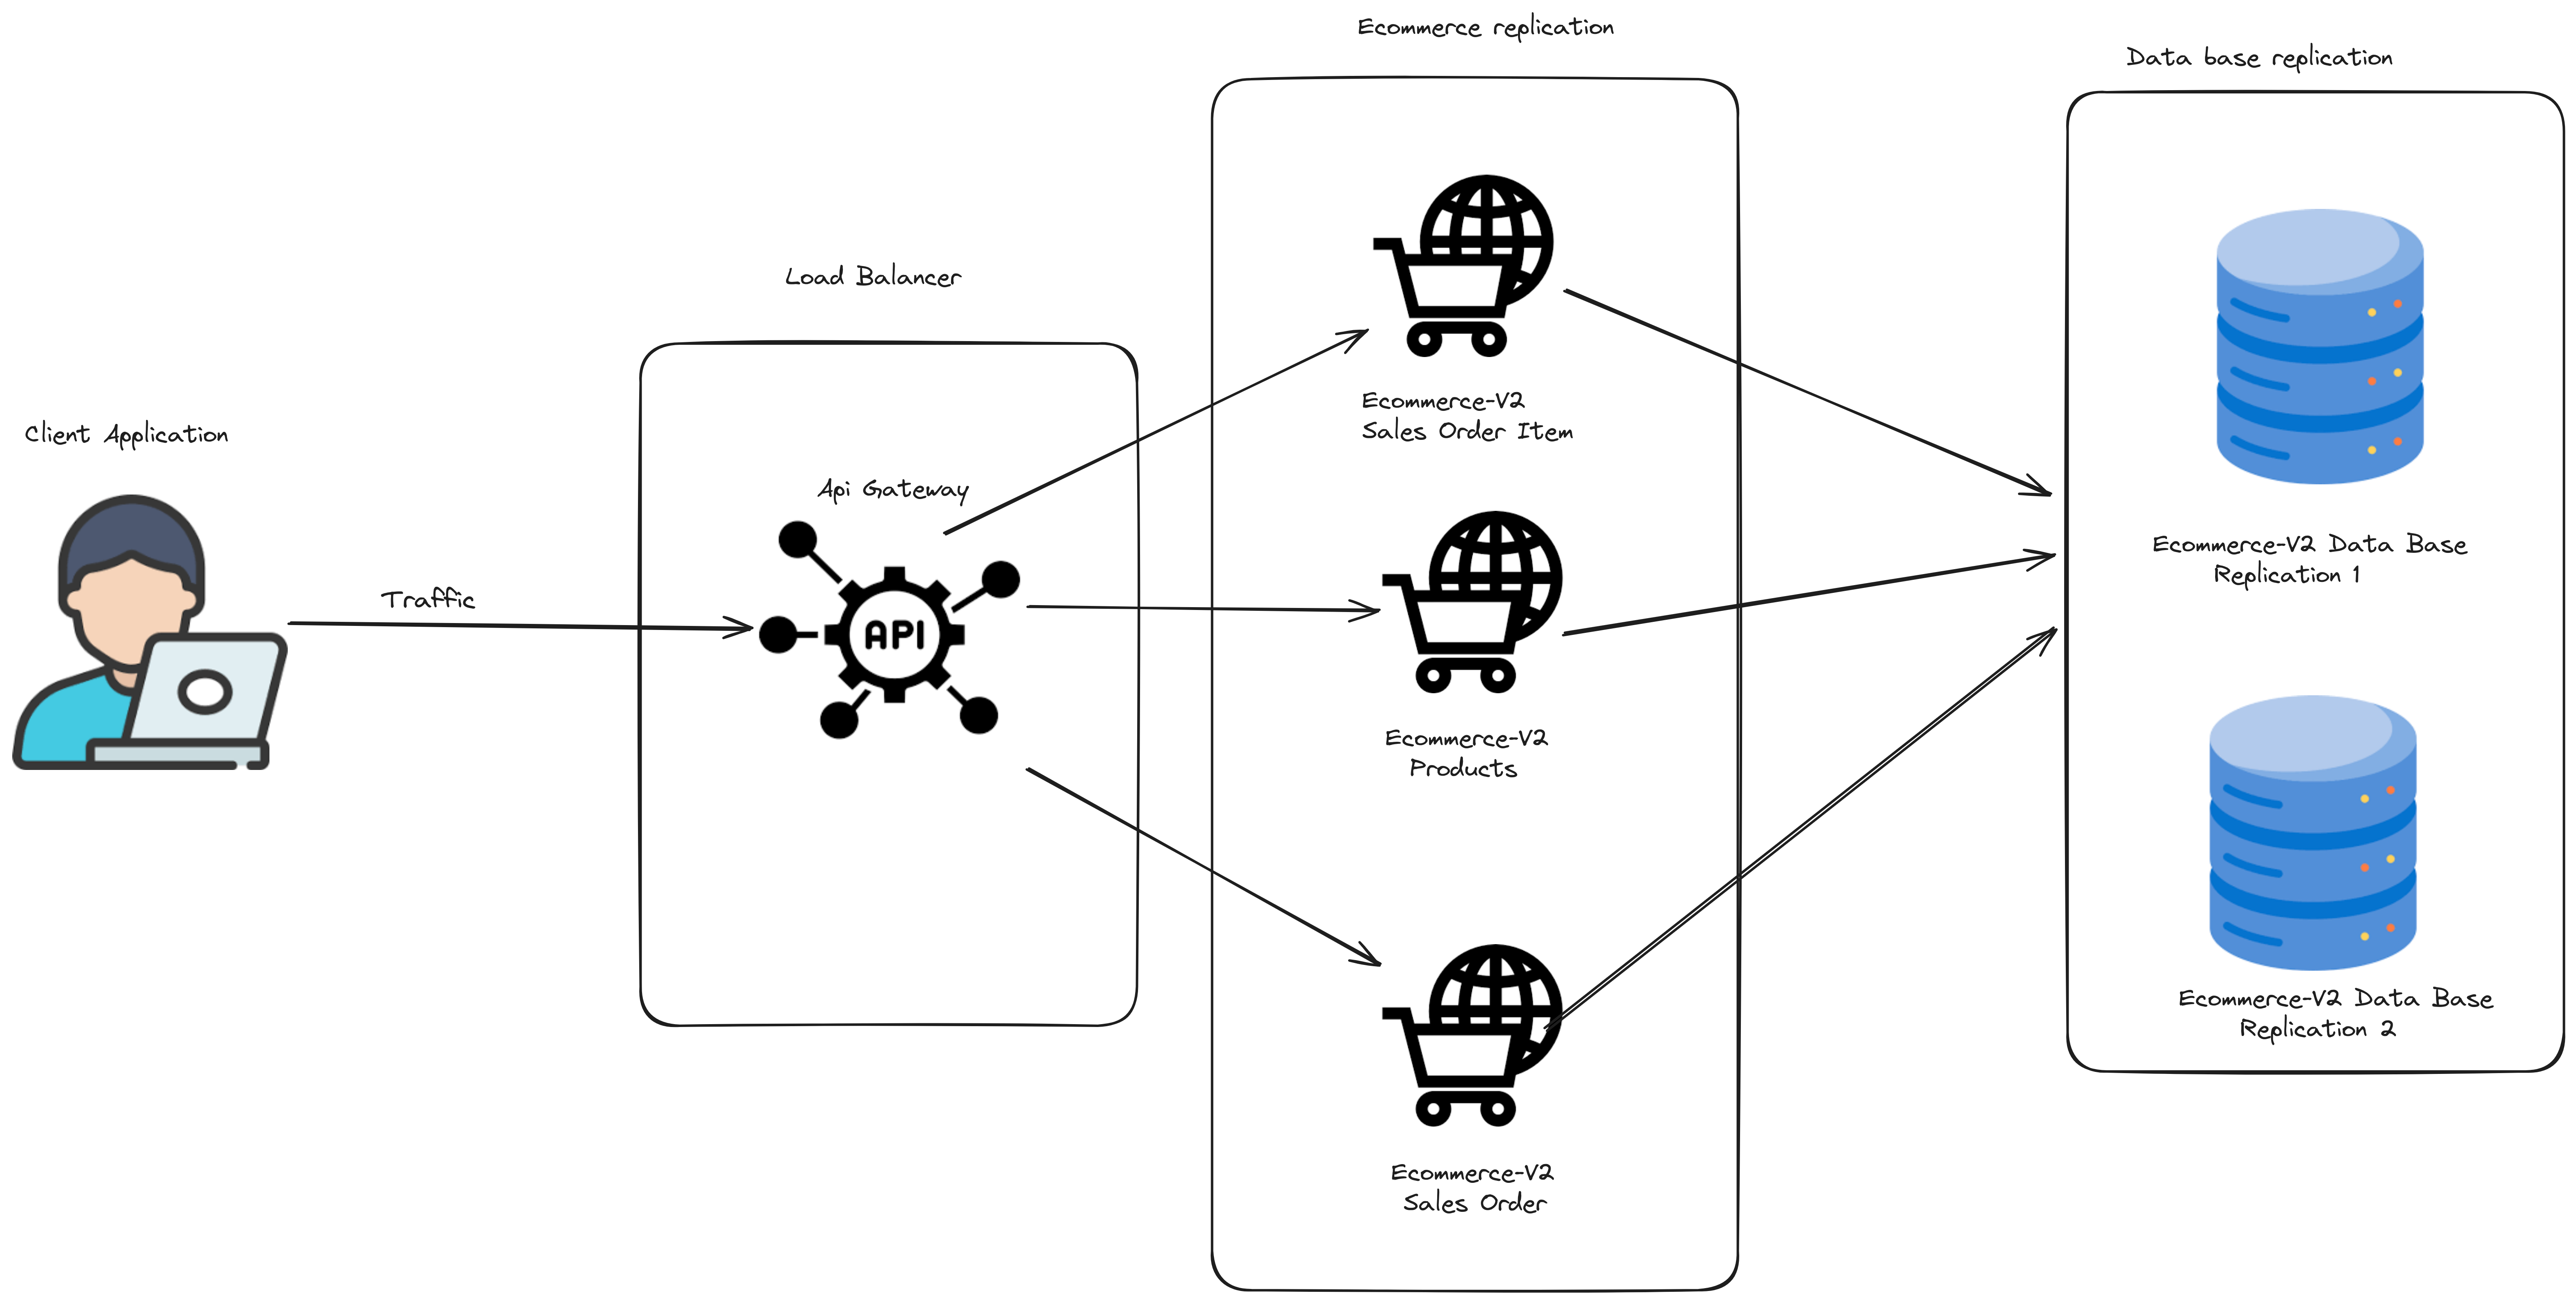 Ecommerce replication
Data base replication
Load Balancer
Client Application
Api Gateway
Traffic
API
Ecommerce-V2
Sales Order Item
Ecommerce-V2
Products
Ecommerce-V2
Sales Order
Ecommerce-V2 Data Base
Replication 1
Ecommerce-V2 Data Base
Replication 2